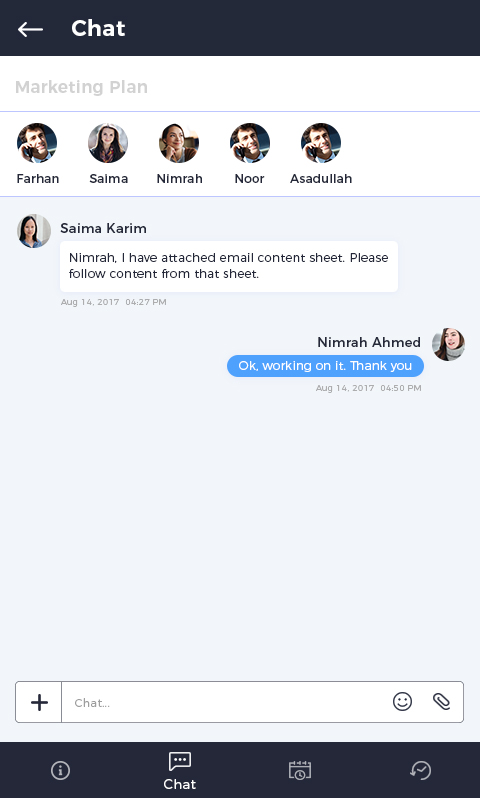 Chat
Marketing Plan
Farhan Saima Nimrah Noor Asadullah
Saima Karim
Nimrah, I have attached email content sheet. Please
follow content from that sheet.
Aug 14, 2017 04:27 PM
Nimrah Ahmed
Ok, working on it. Thank you
Aug 14, 2017 04:50 PM
Chat...
Chat